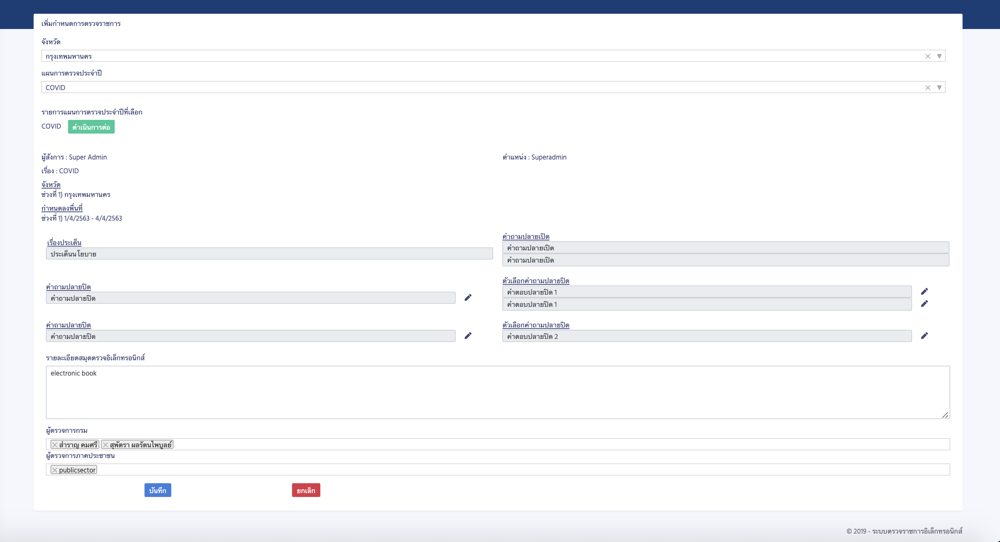 เพิ่มกำหนดการตรวจราชการ
จังหวัด
กรุงเทพมหานคร
แผนการตรวจประจำปี
COVID
รายการแผนการตรวจประจำปีที่เลือก
COVID ดำเนินการต่อ
ผู้สังการ : Super Admin ตำแหน่ง : Superadmin
เรื่อง : COVID
จังหวัด
ช่วงที่ 1) กรุงเทพมหานคร
กำหนดลงพื่นที่
ช่วงที่ 1) 1/4/2563 - 4/4/2563
เรื่องประเด็น
ประเด็นนโยบาย
คำถามปลายเปิด
คำถามปลายเปิด
คำถามปลายเปิด
คำถามปลายปิด
คำถามปลายปิด
ตัวเลือกคำถามปลายปิด
คำตอบปลายปิด 1
คำตอบปลายปิด 1
คำถามปลายปิด
คำถามปลายปิด
ตัวเลือกคำถามปลายปิด
คำตอบปลายปิด 2
รายละเอียดสมุดตรวจอิเล็กทรอนิกส์
electronic book
ผู้ตรวจการกรม
สำราญ คมศรี สุพัตรา ผลรัตนไพบูลย์
ผู้ตรวจการภาคประชาชน
publicsector
บันทึก ยกเลิก
© 2019 - ระบบตรวจราชการอิเล็กทรอนิกส์